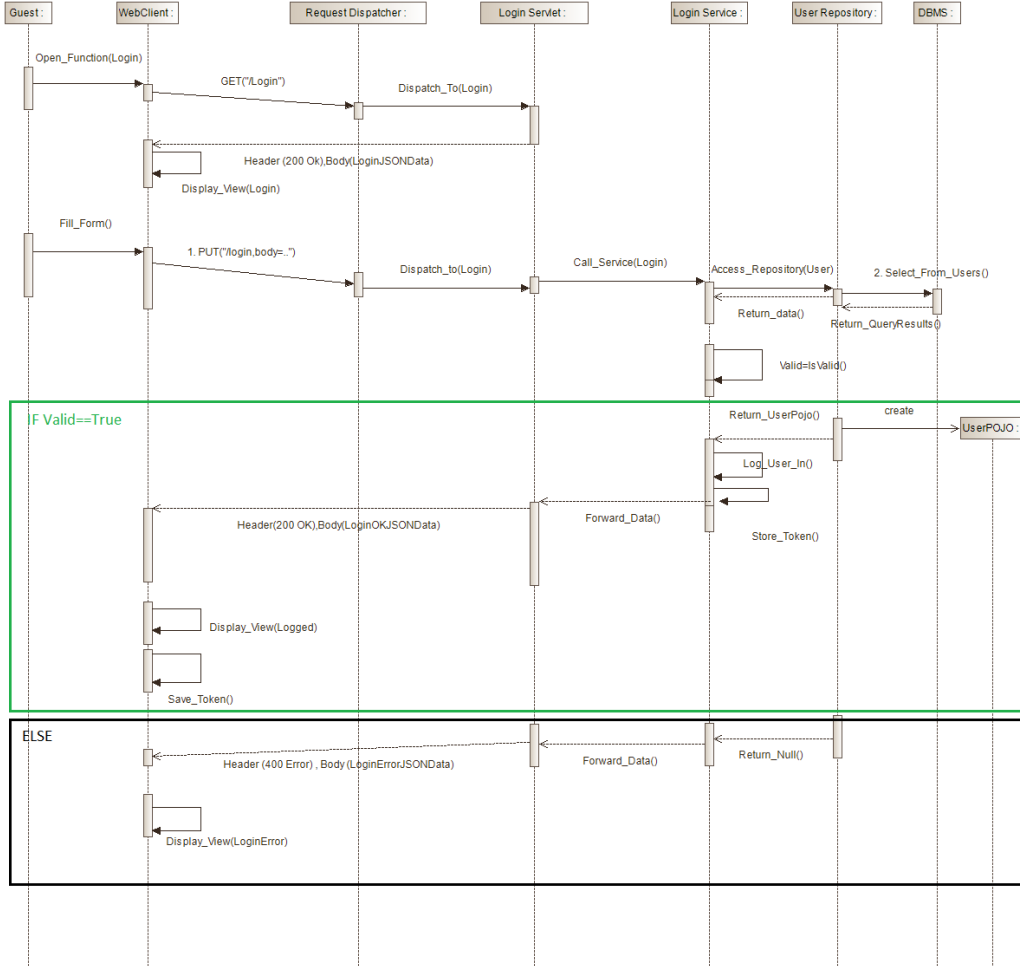 Guest :
WebClient :
Request Dispatcher :
Login Servlet :
Login Service :
User Repository :
DBMS :
Open_Function(Login)
GET("/Login")
Dispatch_To(Login)
Header (200 Ok),Body(LoginJSONData)
Display_View(Login)
Fill_Form()
1. PUT("/login,body=..")
Dispatch_to(Login)
Call_Service(Login)
Access_Repository(User)
2. Select_From_Users()
Return_data()
Return_QueryResults()
Valid=IsValid()
IF Valid==True
Return_UserPojo()
create
UserPOJO :
Log_User_In()
Forward_Data()
Header(200 OK),Body(LoginOKJSONData)
Store_Token()
Display_View(Logged)
Save_Token()
ELSE
Return_Null()
Forward_Data()
Header (400 Error) , Body (LoginErrorJSONData)
Display_View(LoginError)